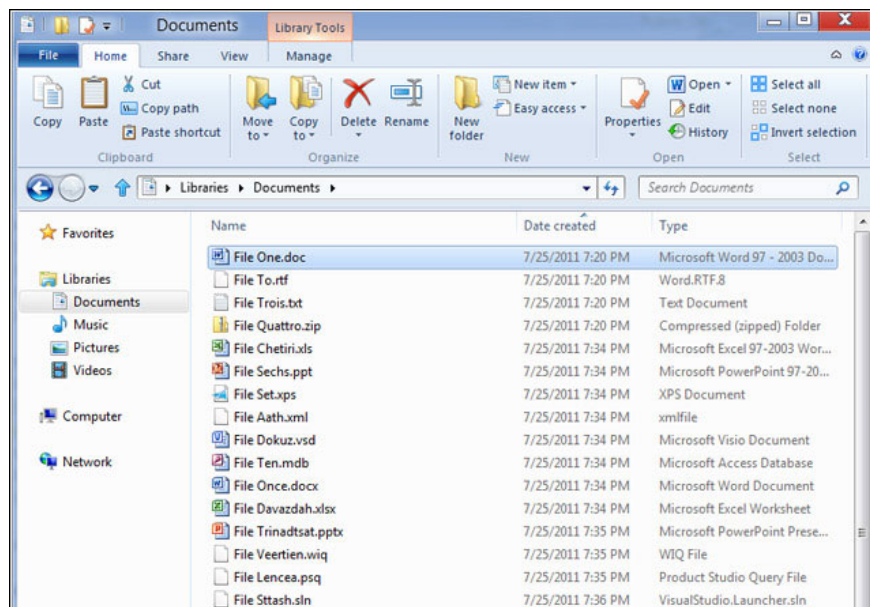 Documents
Library Tools
File Home Share View Manage
Copy
Paste
Cut
Copy path
Paste shortcut
Clipboard
Move to
Copy to
Delete
Rename
Organize
New folder
New item
Easy access
New
Properties
Open
Edit
History
Open
Select all
Select none
Invert selection
Select
Libraries Documents
Search Documents
Favorites
Libraries
Documents
Music
Pictures
Videos
Computer
Network
Name Date created Type
File One.doc 7/25/2011 7:20 PM Microsoft Word 97 - 2003 Do...
File To.rtf 7/25/2011 7:20 PM Word.RTF.8
File Trois.txt 7/25/2011 7:20 PM Text Document
File Quattro.zip 7/25/2011 7:20 PM Compressed (zipped) Folder
File Chetiri.xls 7/25/2011 7:34 PM Microsoft Excel 97-2003 Wor...
File Sechs.ppt 7/25/2011 7:34 PM Microsoft PowerPoint 97-20...
File Set.xps 7/25/2011 7:34 PM XPS Document
File Aath.xml 7/25/2011 7:34 PM xmlfile
File Dokuz.vsd 7/25/2011 7:34 PM Microsoft Visio Document
File Ten.mdb 7/25/2011 7:34 PM Microsoft Access Database
File Once.docx 7/25/2011 7:34 PM Microsoft Word Document
File Davazdah.xlsx 7/25/2011 7:34 PM Microsoft Excel Worksheet
File Trinadtsat.pptx 7/25/2011 7:35 PM Microsoft PowerPoint Prese...
File Veertien.wiq 7/25/2011 7:35 PM WIQ File
File Lencea.psq 7/25/2011 7:35 PM Product Studio Query File
File Sttash.sln 7/25/2011 7:36 PM VisualStudio.Launcher.sln